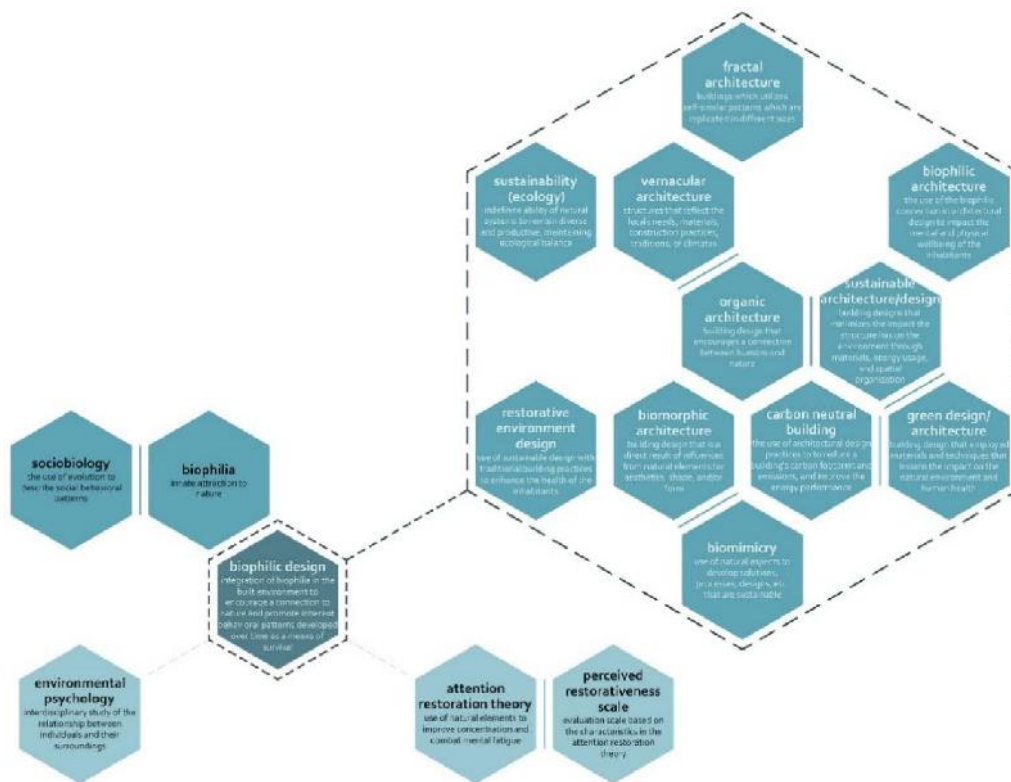 fractal
architecture
buildings which utilizes
self-similar patterns which are
replicated in different sizes
sustainability
(ecology)
indefinite ability of natural
systems to remain diverse
and productive, maintaining
ecological balance
vernacular
architecture
structures that reflect the
locals needs, materials,
construction practices,
traditions, or climates
biophilic
architecture
the use of the biophilic
connection in architectural
design to impact the
mental and physical
wellbeing of the
inhabitants
organic
architecture
building design that
encourages a connection
between humans and
nature
sustainable
architecture/design
building designs that
minimizes the impact the
structure has on the
environment through
materials, energy usage,
and spatial
organization
restorative
environment
design
use of sustainable design with
traditional building practices
to enhance the health of the
inhabitants
biomorphic
architecture
building design that is a
direct result of influences
from natural elements for
aesthetics, shape, and/or
form
carbon neutral
building
the use of architectural design
practices to to reduce a
building's carbon footprint and
emissions, and improve the
energy performance
green design/
architecture
building design that employed
materials and techniques that
lessens the impact on the
natural environment and
human health
sociobiology
the use of evolution to
describe the social behavioral
patterns
biophilia
innate attraction to
nature
biomimicry
use of natural aspects to
develop solutions,
processes, designs, etc
that are sustainable
biophilic design
integration of biophilia in the
built environment to
encourage a connection to
nature and promote inherent
behavioral patterns developed
over time as a means of
survival
environmental
psychology
interdisciplinary study of the
relationship between
individuals and their
surroundings
attention
restoration theory
use of natural elements to
improve concentration and
combat mental fatigue
perceived
restorativeness
scale
evaluation scale based on
the characteristics in the
attention restoration
theory